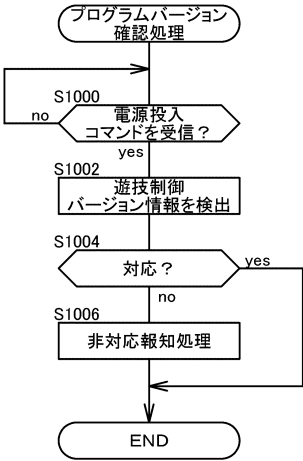 プログラムバージョン
確認処理
S1000
電源投入
コマンドを受信？
no
yes
S1002
遊技制御
バージョン情報を検出
S1004
対応？
yes
no
S1006
非対応報知処理
END